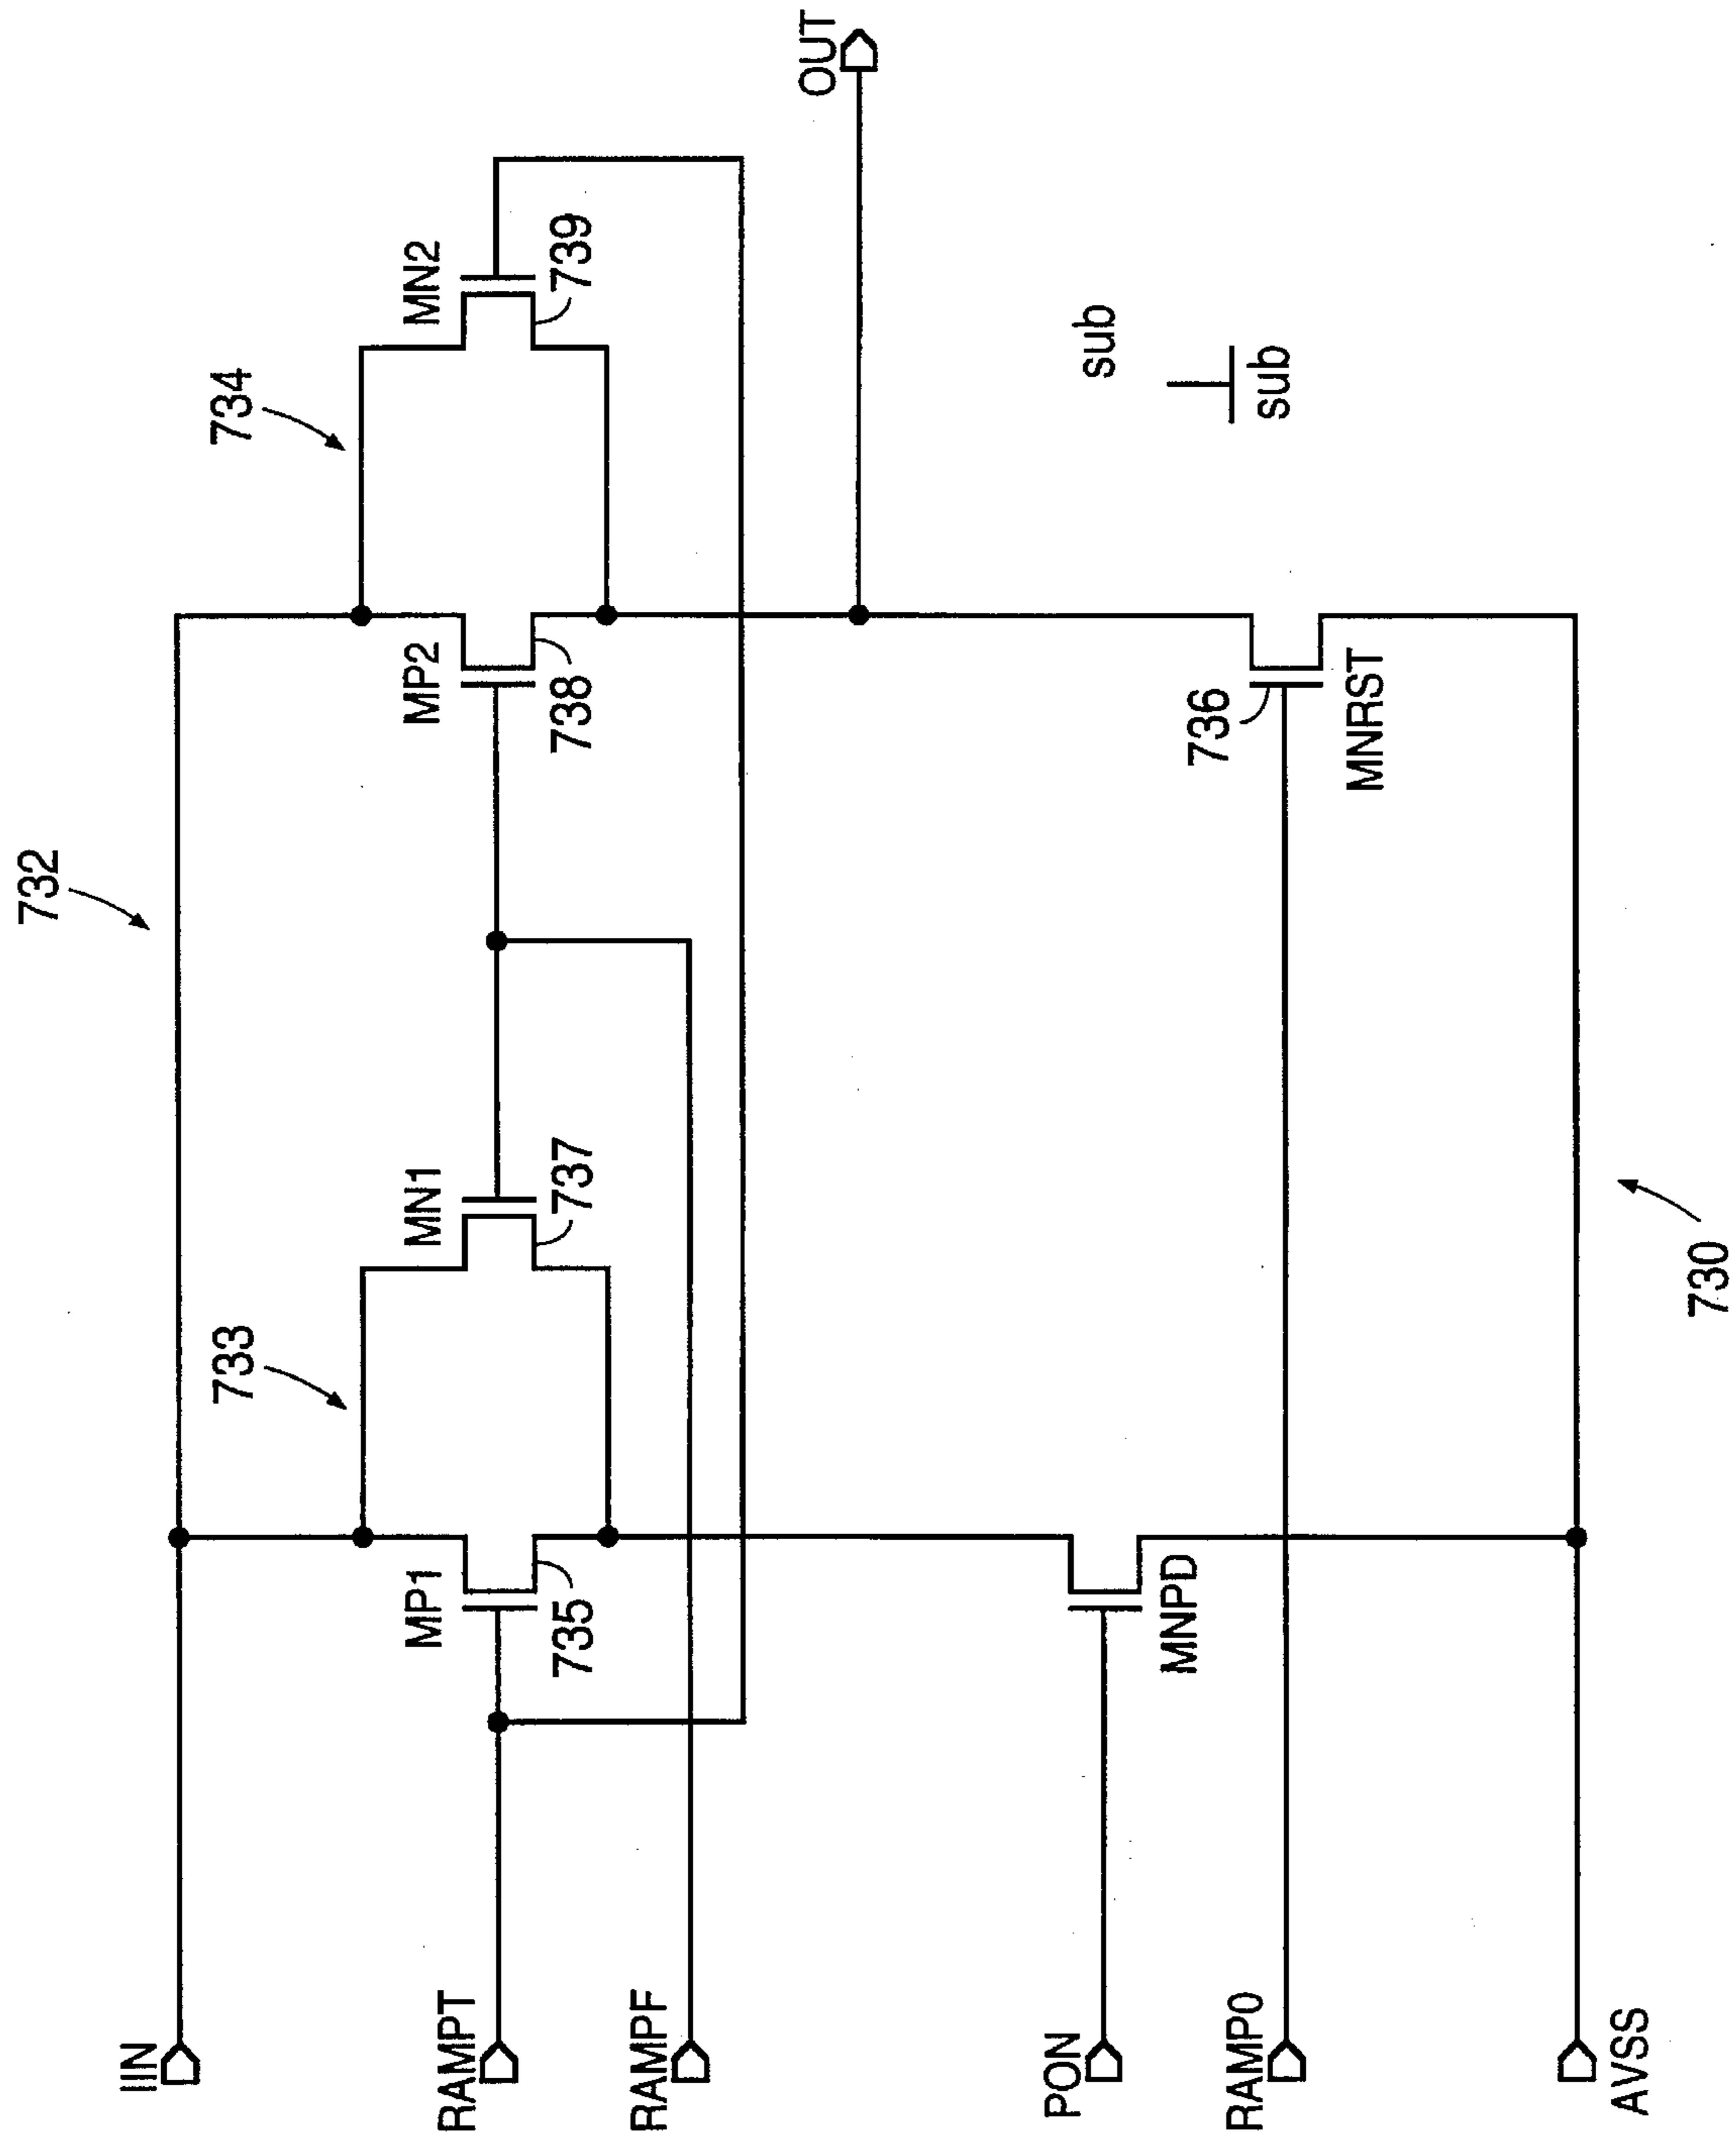 732
734
733
MN2
739
MP2
738
MN1
737
MP1
735
OUT
sub
sub
736
MNRST
MNPD
730
IIN
RAMPT
RAMPF
PON
RAMP0
AVSS